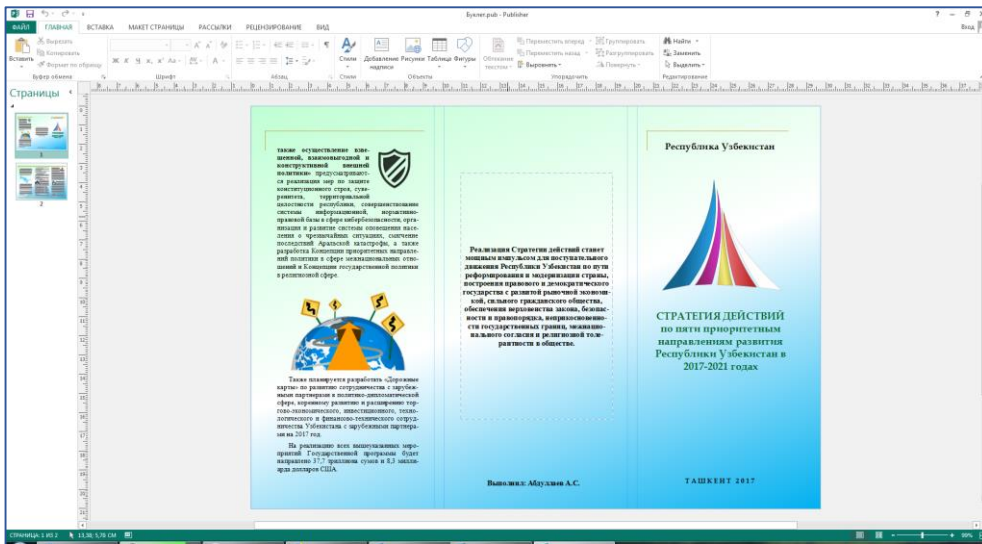 Буклет.pub - Publisher
Вход
ФАЙЛ ГЛАВНАЯ ВСТАВКА МАКЕТ СТРАНИЦЫ РАССЫЛКИ РЕЦЕНЗИРОВАНИЕ ВИД
Вставить
Вырезать
Копировать
Формат по образцу
Буфер обмена
Шрифт
Абзац
Стили
Стили
Добавление надписи Рисунки Таблица Фигуры
Объекты
Обтекание текстом
Переместить вперед
Переместить назад
Выровнять
Группировать
Разгруппировать
Повернуть
Упорядочить
Найти
Заменить
Выделить
Редактирование
Страницы
1
2
также осуществление взве-
шенной, взаимовыгодной и
конструктивной внешней
политики» предусматривают-
ся реализация мер по защите
конституционного строя, суве-
ренитета, территориальной
целостности республики, совершенствование
системы информационной, нормативно-
правовой базы в сфере кибербезопасности, орга-
низация и развитие системы оповещения насе-
ления о чрезвычайных ситуациях, смягчение
последствий Аральской катастрофы, а также
разработка Концепции приоритетных направле-
ний политики в сфере межнациональных отно-
шений и Концепции государственной политики
в религиозной сфере.
Также планируется разработать «Дорожные
карты» по развитию сотрудничества с зарубеж-
ными партнерами в политико-дипломатической
сфере, коренному развитию и расширению тор-
гово-экономического, инвестиционного, техно-
логического и финансово-технического сотруд-
ничества Узбекистана с зарубежными партнера-
ми на 2017 год.
На реализацию всех вышеуказанных меро-
приятий Государственной программы будет
направлено 37,7 триллиона сумов и 8,3 милли-
арда долларов США.
Реализация Стратегии действий станет
мощным импульсом для поступательного
движения Республики Узбекистан по пути
реформирования и модернизации страны,
построения правового и демократического
государства с развитой рыночной экономи-
кой, сильного гражданского общества,
обеспечения верховенства закона, безопас-
ности и правопорядка, неприкосновенно-
сти государственных границ, межнацио-
нального согласия и религиозной толе-
рантности в обществе.
Выполнил: Абдуллаев А.С.
Республика Узбекистан
СТРАТЕГИЯ ДЕЙСТВИЙ
по пяти приоритетным
направлениям развития
Республики Узбекистан в
2017-2021 годах
ТАШКЕНТ 2017
СТРАНИЦА: 1 ИЗ 2
99%